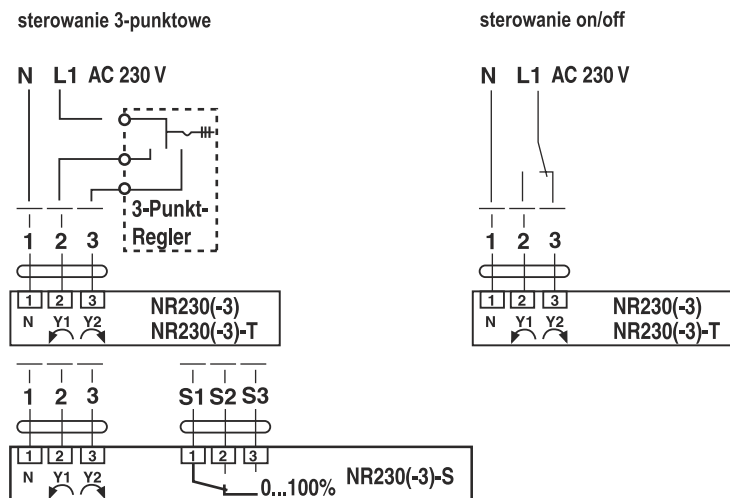 sterowanie 3-punktowe
N L1 AC 230 V
3-Punkt-
Regler
1 2 3
1 2 3
N Y1 Y2
NR230(-3)
NR230(-3)-T
1 2 3
S1 S2 S3
1 2 3
N Y1 Y2
1 2 3
0...100%
NR230(-3)-S
sterowanie on/off
N L1 AC 230 V
1 2 3
1 2 3
N Y1 Y2
NR230(-3)
NR230(-3)-T